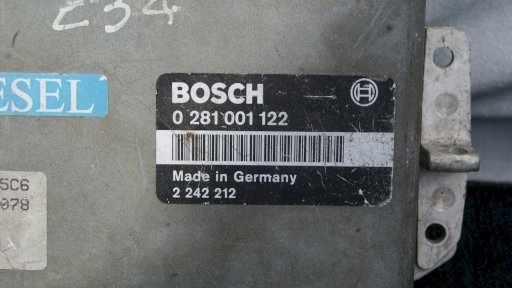 E34
ESEL
BOSCH
0 281 001 122
5C6
078
Made in Germany
2 242 212